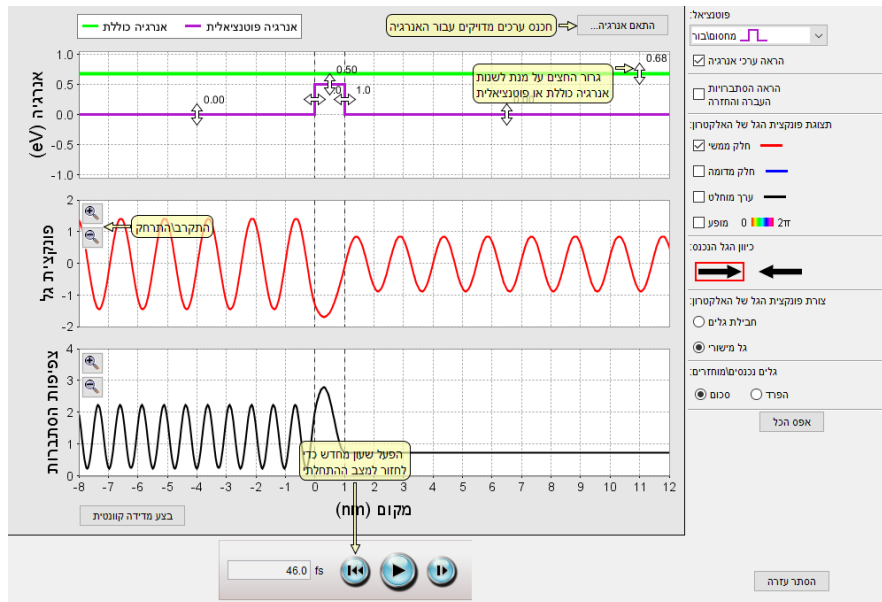 אנרגיה כוללת
אנרגיה פוטנציאלית
חכנס ערכים מדויקים עבור האנרגיה
התאם אנרגיה...
אנרגיה (eV)
1.0
0.5
0.0
-0.5
-1.0
0.00
0.50
1.0
0.68
גרור החצים על מנת לשנות
אנרגיה כוללת או פוטנציאלית
פונקצית גל
2
1
0
-1
-2
התקרב\התרחק
צפיפות הסתברות
4
3
2
1
0
הפעל שעון מחדש כדי
לחזור למצב ההתחלתי
-8 -7 -6 -5 -4 -3 -2 -1 0 1 2 3 4 5 6 7 8 9 10 11 12
מקום (nm)
בצע מדידה קוונטית
46.0 fs
פוטנציאל:
מחסום\בור
הראה ערכי אנרגיה
הראה הסתברויות
העברה והחזרה
תצוגת פונקצית הגל של האלקטרון:
חלק ממשי
חלק מדומה
ערך מוחלט
מופע 0 2π
כיוון הגל הנכנס:
צורת פונקצית הגל של האלקטרון:
חבילת גלים
גל מישורי
גלים נכנסים\מוחזרים:
סכום
הפרד
אפס הכל
הסתר עזרה